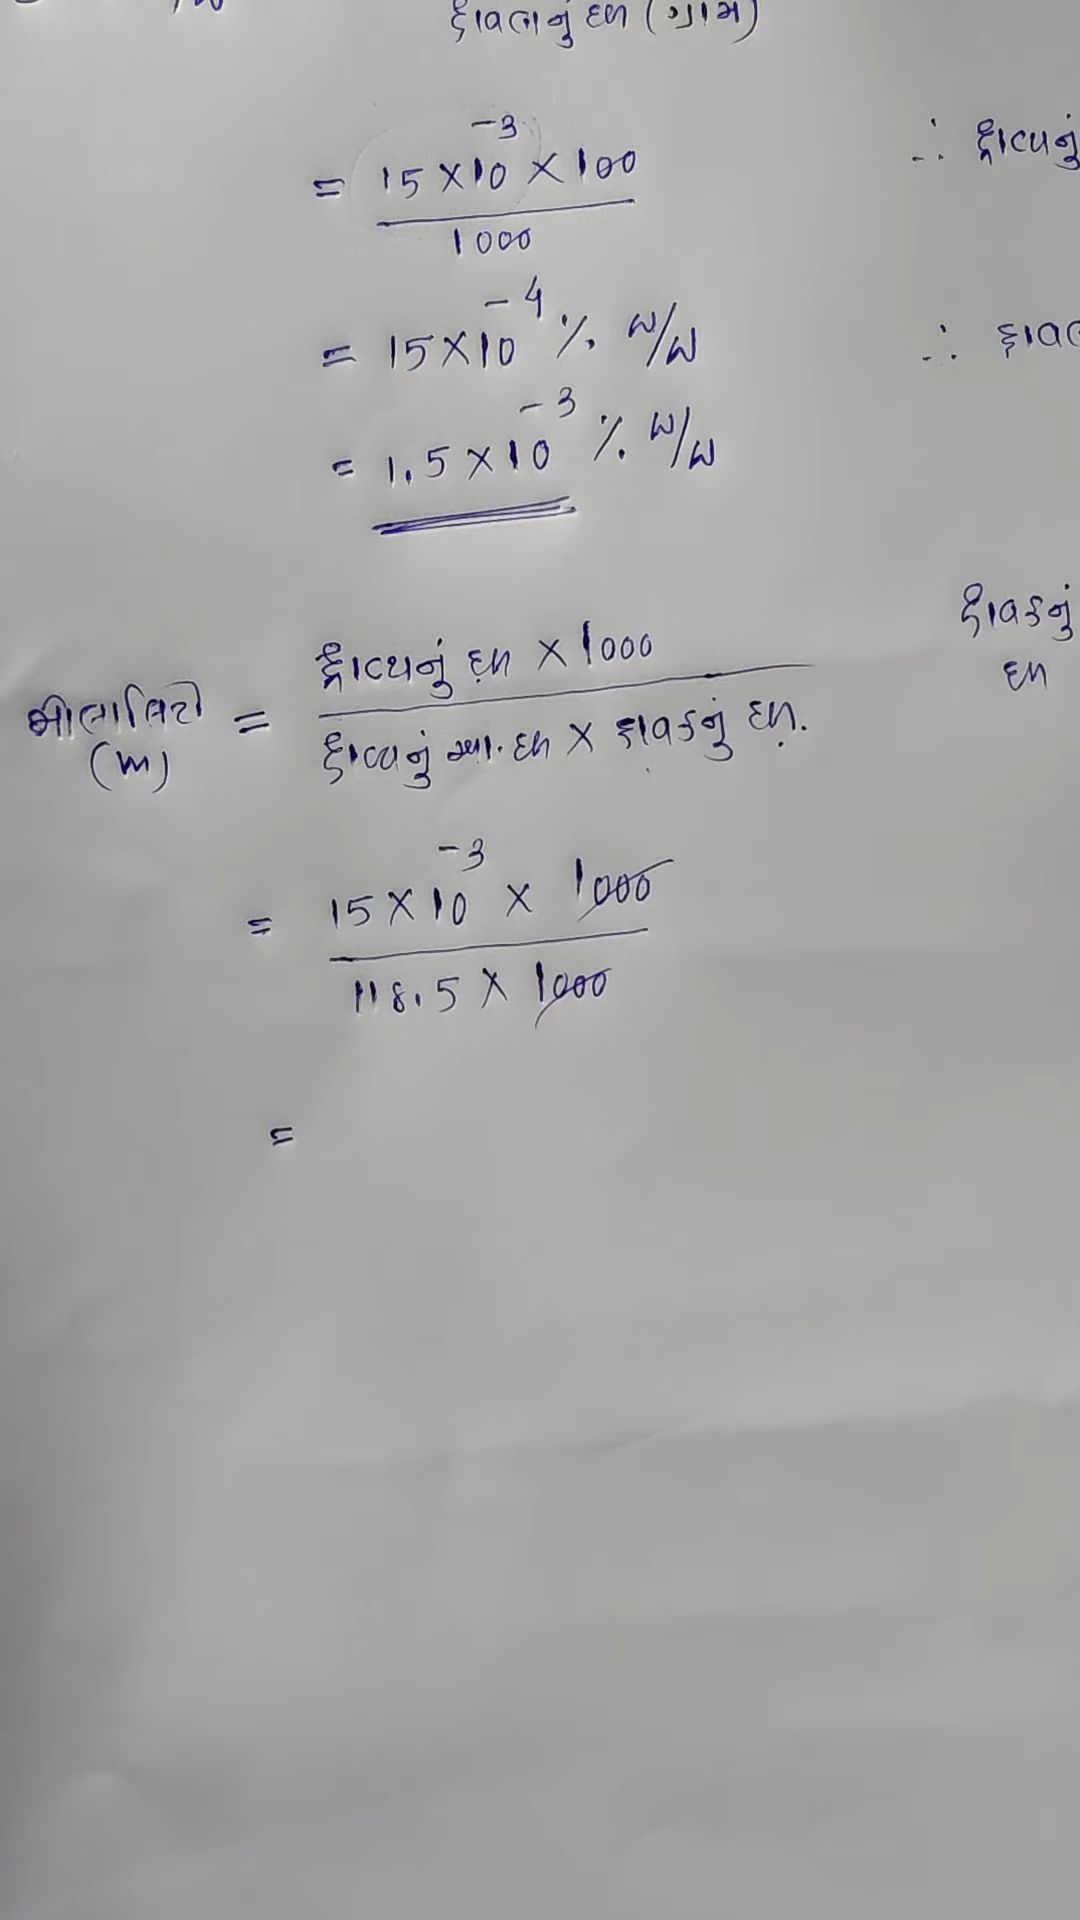 દ્રાવણનું દળ (ગ્રામ)
= 15 × 10⁻³ × 100
1000
∴ દ્રાવ્યનું
= 15 × 10⁻⁴ % W/W
∴ દ્રાવ
= 1.5 × 10⁻³ % W/W
મોલાલિટી (m) = દ્રાવ્યનું દળ × 1000
દ્રાવ્યનું આ. દળ × દ્રાવકનું દળ.
દ્રાવકનું
દળ
= 15 × 10⁻³ × 1000
118.5 × 1000
=